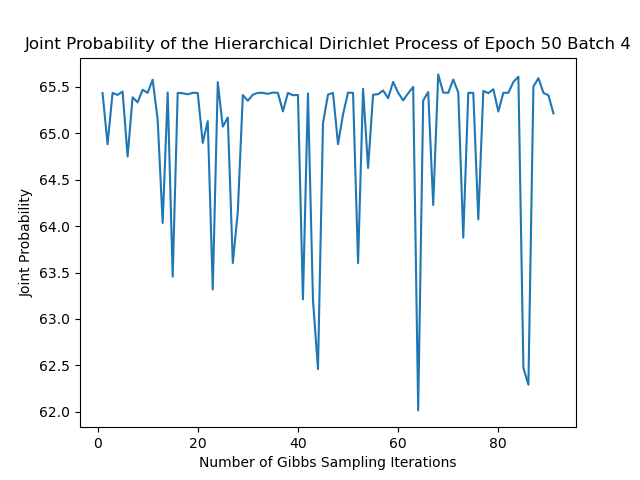 Joint Probability of the Hierarchical Dirichlet Process of Epoch 50 Batch 4
65.5
65.0
64.5
64.0
63.5
63.0
62.5
62.0
Joint Probability
0 20 40 60 80
Number of Gibbs Sampling Iterations